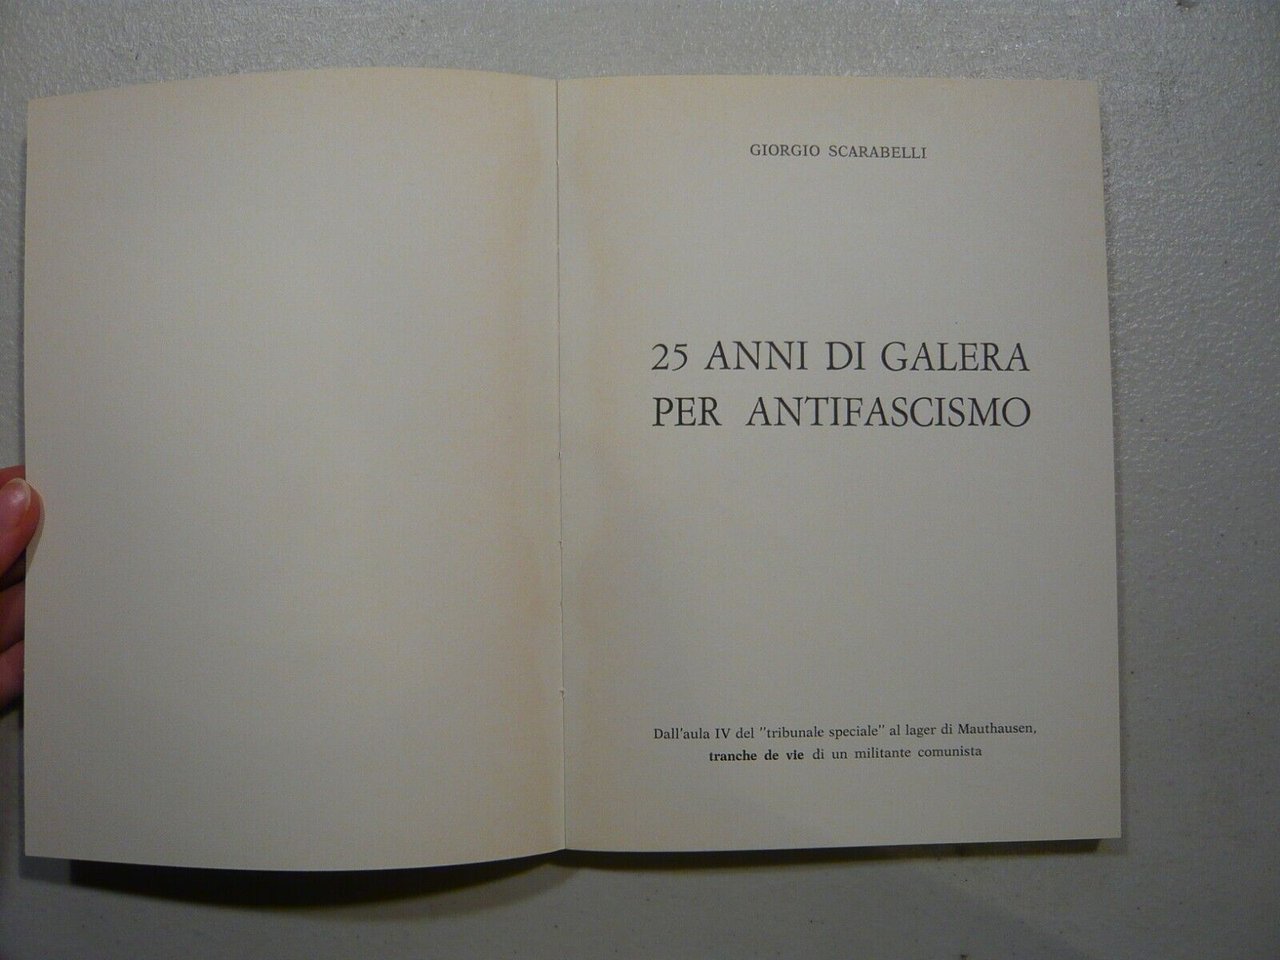 GIORGIO SCARABELLI
25 ANNI DI GALERA
PER ANTIFASCISMO
Dall'aula IV del "tribunale speciale" al lager di Mauthausen,
tranche de vie di un militante comunista